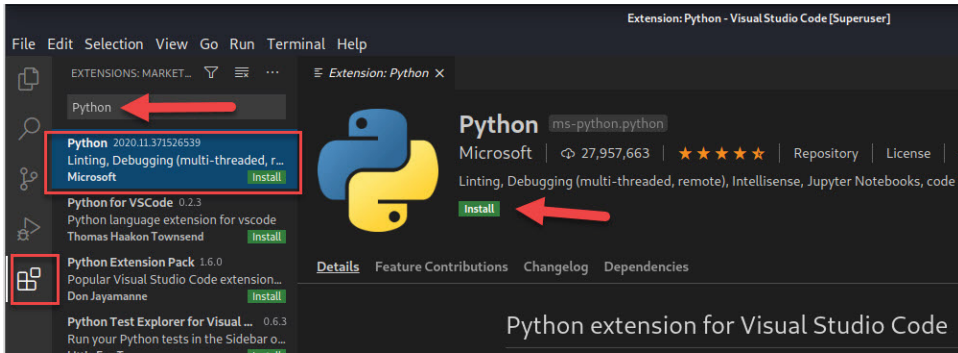 Extension: Python - Visual Studio Code [Superuser]
File Edit Selection View Go Run Terminal Help
EXTENSIONS: MARKET...
Extension: Python
Python
Python 2020.11.371526539
Linting, Debugging (multi-threaded, r...
Microsoft Install
Python for VSCode 0.2.3
Python language extension for vscode
Thomas Haakon Townsend Install
Python Extension Pack 1.6.0
Popular Visual Studio Code extension...
Don Jayamanne Install
Python Test Explorer for Visual ... 0.6.3
Run your Python tests in the Sidebar o...
Python ms-python.python
Microsoft 27,957,663 Repository License
Linting, Debugging (multi-threaded, remote), Intellisense, Jupyter Notebooks, code
Install
Details Feature Contributions Changelog Dependencies
Python extension for Visual Studio Code